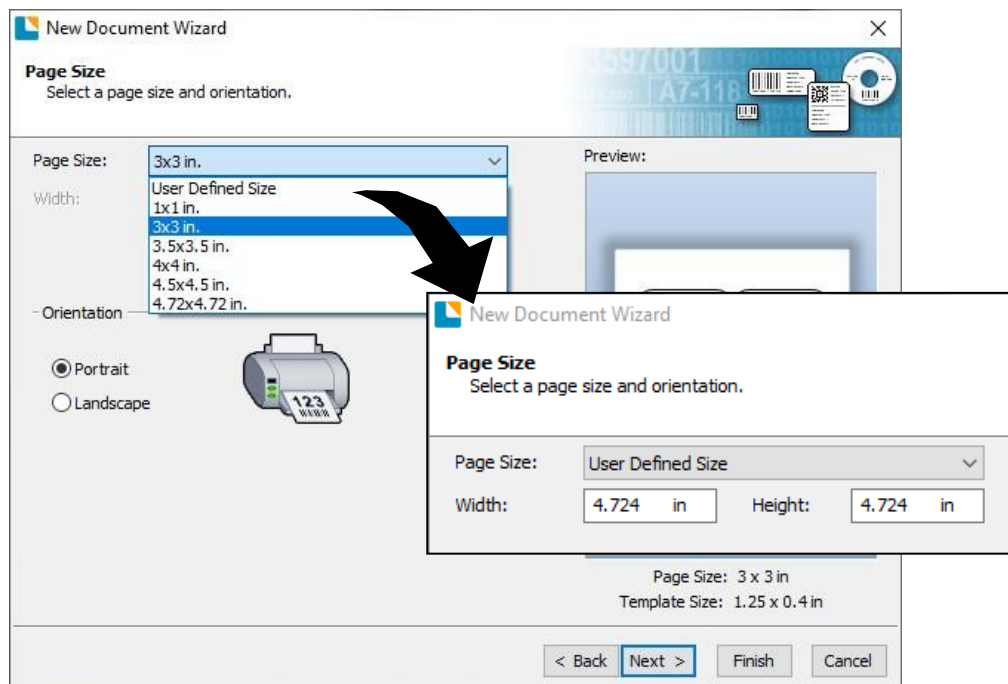 New Document Wizard
Page Size
Select a page size and orientation.
3597001
A7-118
Page Size: 3x3 in.
Preview:
Width:
User Defined Size
1x1 in.
3x3 in.
3.5x3.5 in.
4x4 in.
4.5x4.5 in.
4.72x4.72 in.
Orientation
Portrait
Landscape
123
New Document Wizard
Page Size
Select a page size and orientation.
Page Size: User Defined Size
Width: 4.724 in Height: 4.724 in
Page Size: 3 x 3 in
Template Size: 1.25 x 0.4 in
< Back Next > Finish Cancel